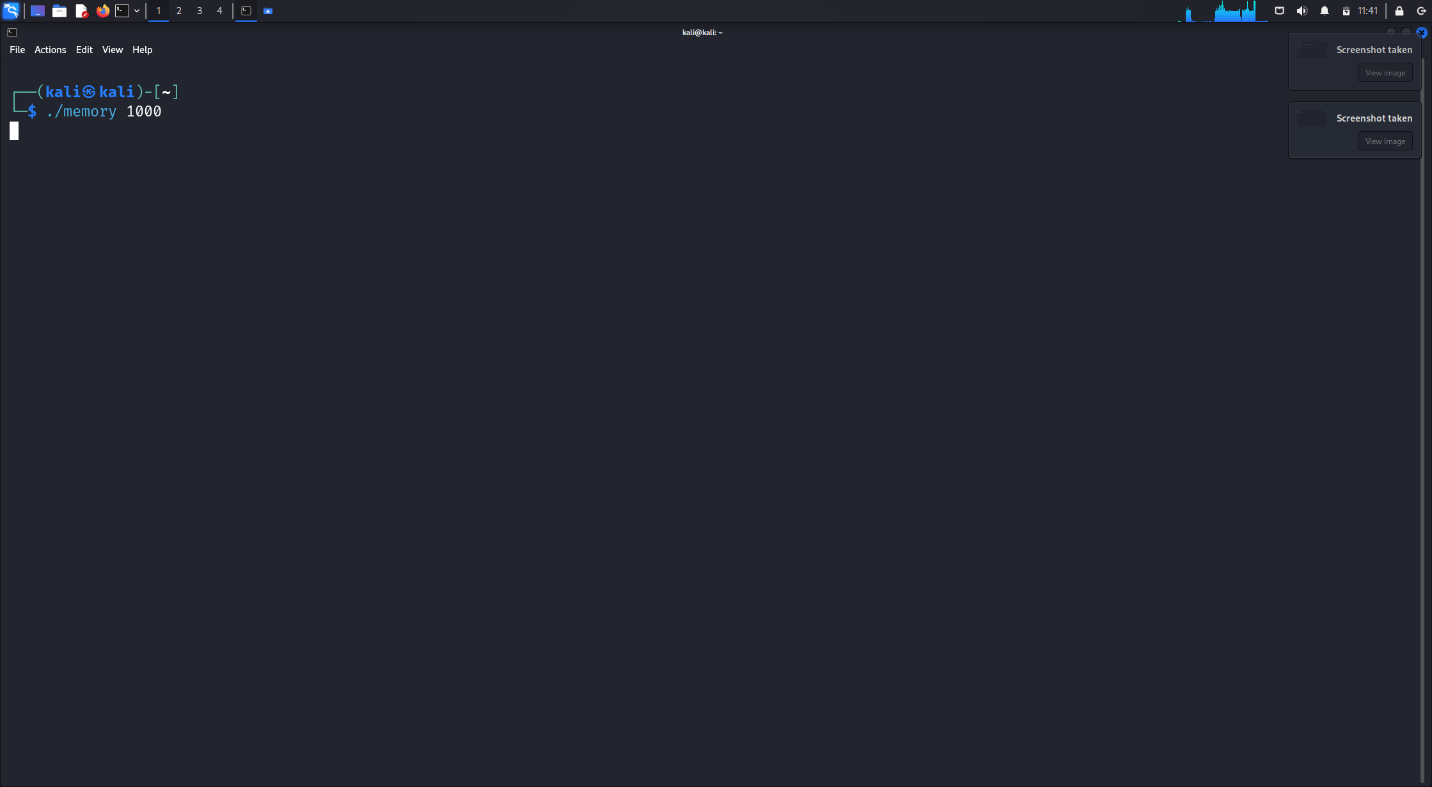 1 2 3 4 11:41
kali@kali: ~
File Actions Edit View Help
Screenshot taken
View image
Screenshot taken
View image
┌──(kali㉿kali)-[~]
└─$ ./memory 1000